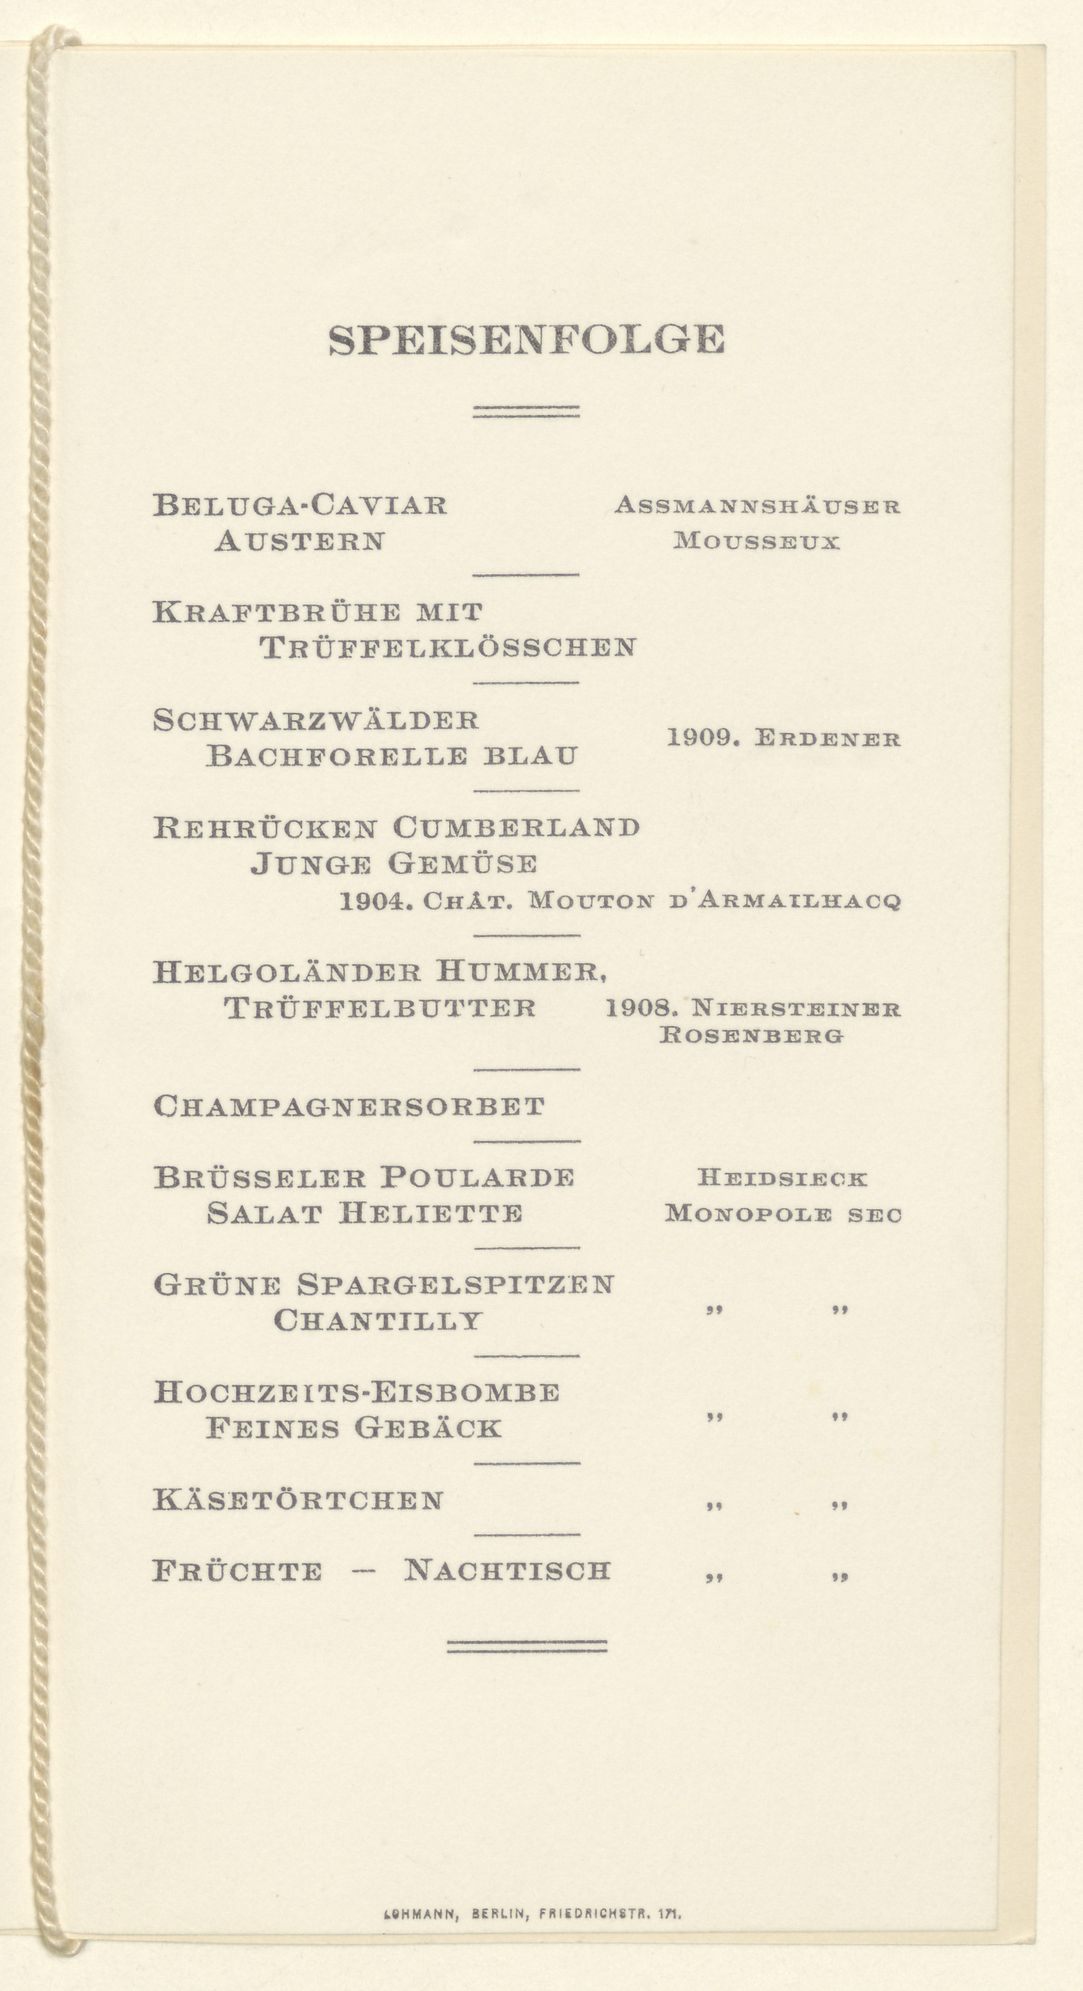 SPEISENFOLGE
BELUGA-CAVIAR ASSMANNSHÄUSER
AUSTERN MOUSSEUX
KRAFTBRÜHE MIT
TRÜFFELKLÖSSCHEN
SCHWARZWÄLDER
BACHFORELLE BLAU 1909. ERDENER
REHRÜCKEN CUMBERLAND
JUNGE GEMÜSE
1904. CHÂT. MOUTON D'ARMAILHACQ
HELGOLÄNDER HUMMER,
TRÜFFELBUTTER 1908. NIERSTEINER
ROSENBERG
CHAMPAGNERSORBET
BRÜSSELER POULARDE HEIDSIECK
SALAT HELIETTE MONOPOLE SEC
GRÜNE SPARGELSPITZEN
CHANTILLY „ „
HOCHZEITS-EISBOMBE
FEINES GEBÄCK „ „
KÄSETÖRTCHEN „ „
FRÜCHTE – NACHTISCH „ „
LOHMANN, BERLIN, FRIEDRICHSTR. 171.